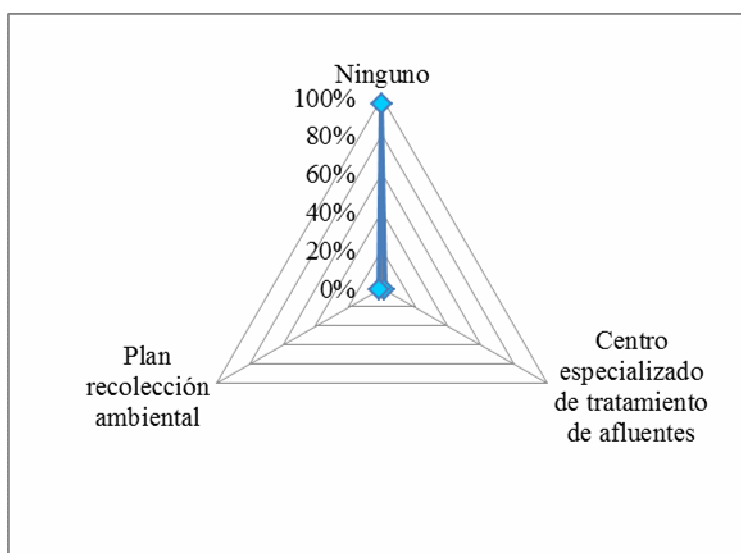 Ninguno
100%
80%
60%
40%
20%
0%
Plan
recolección
ambiental
Centro
especializado
de tratamiento
de afluentes